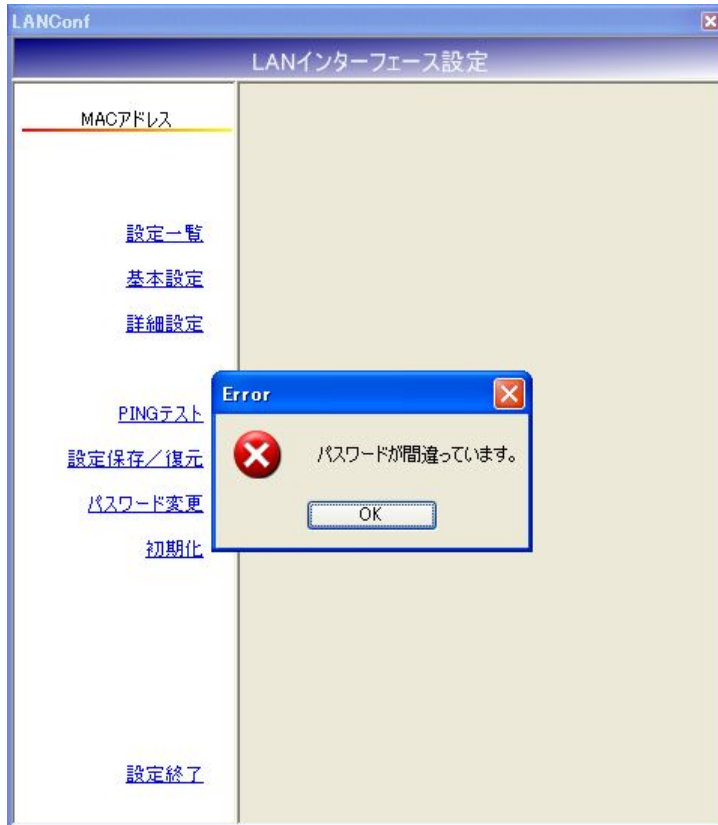 LANConf
LANインターフェース設定
MACアドレス
設定一覧
基本設定
詳細設定
PINGテスト
設定保存／復元
パスワード変更
初期化
設定終了
Error
パスワードが間違っています。
OK